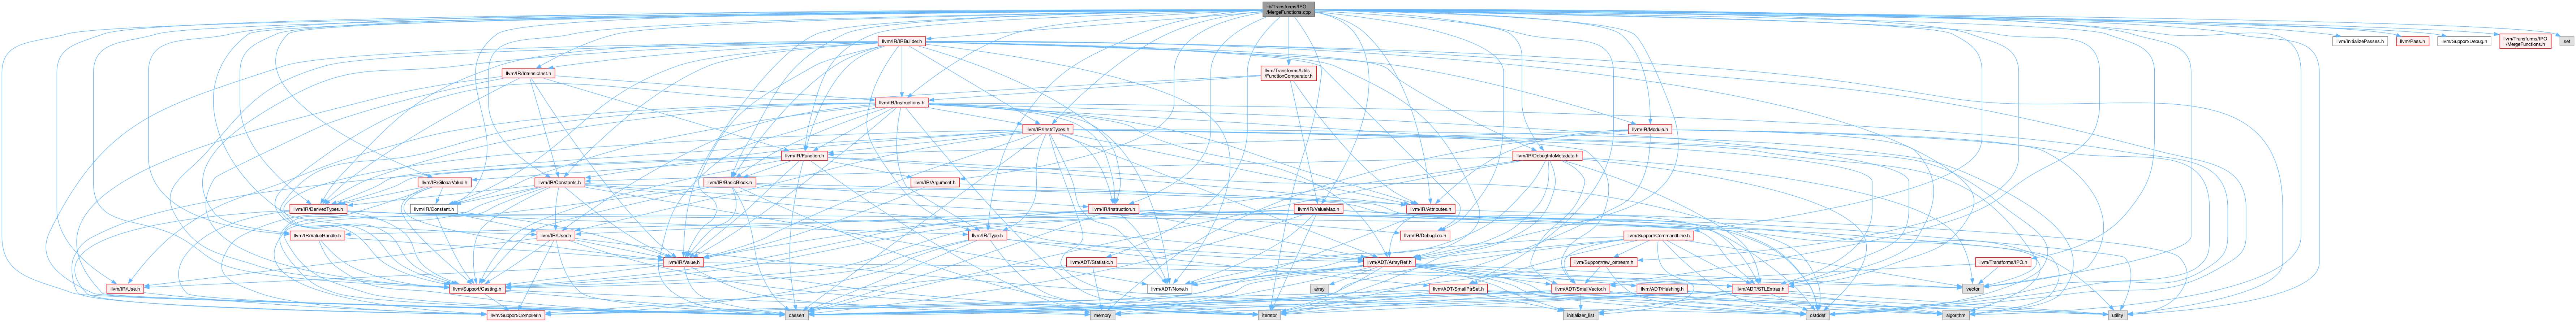 lib/Transforms/IPO
/MergeFunctions.cpp
llvm/IR/IRBuilder.h
llvm/InitializePasses.h
llvm/Pass.h
llvm/Support/Debug.h
llvm/Transforms/IPO
/MergeFunctions.h
set
llvm/IR/IntrinsicInst.h
llvm/Transforms/Utils
/FunctionComparator.h
llvm/IR/Instructions.h
llvm/IR/InstrTypes.h
llvm/IR/Module.h
llvm/IR/Function.h
llvm/IR/DebugInfoMetadata.h
llvm/IR/GlobalValue.h
llvm/IR/Constants.h
llvm/IR/BasicBlock.h
llvm/IR/Argument.h
llvm/IR/DerivedTypes.h
llvm/IR/Constant.h
llvm/IR/Instruction.h
llvm/IR/ValueMap.h
llvm/IR/Attributes.h
llvm/IR/ValueHandle.h
llvm/IR/User.h
llvm/IR/Type.h
llvm/IR/DebugLoc.h
llvm/Support/CommandLine.h
llvm/IR/Value.h
llvm/ADT/Statistic.h
llvm/ADT/ArrayRef.h
llvm/Support/raw_ostream.h
llvm/Transforms/IPO.h
llvm/IR/Use.h
llvm/Support/Casting.h
llvm/ADT/None.h
array
llvm/ADT/SmallPtrSet.h
llvm/ADT/SmallVector.h
llvm/ADT/Hashing.h
llvm/ADT/STLExtras.h
vector
llvm/Support/Compiler.h
cassert
memory
iterator
initializer_list
cstddef
algorithm
utility